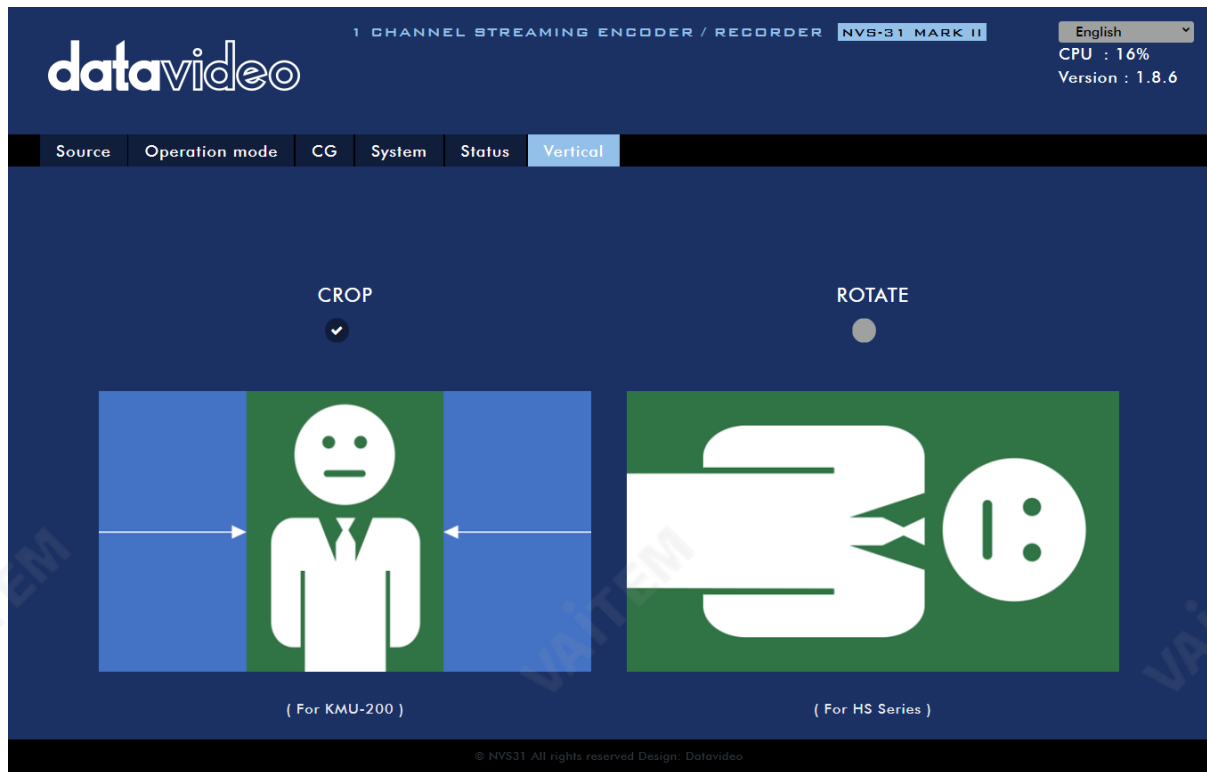 1 CHANNEL STREAMING ENCODER / RECORDER NVS-31 MARK II
English
CPU : 16%
Version : 1.8.6
datavideo
Source Operation mode CG System Status Vertical
CROP ROTATE
( For KMU-200 ) ( For HS Series )
© NVS31 All rights reserved Design: Datavideo
VAITEM
VAITEM